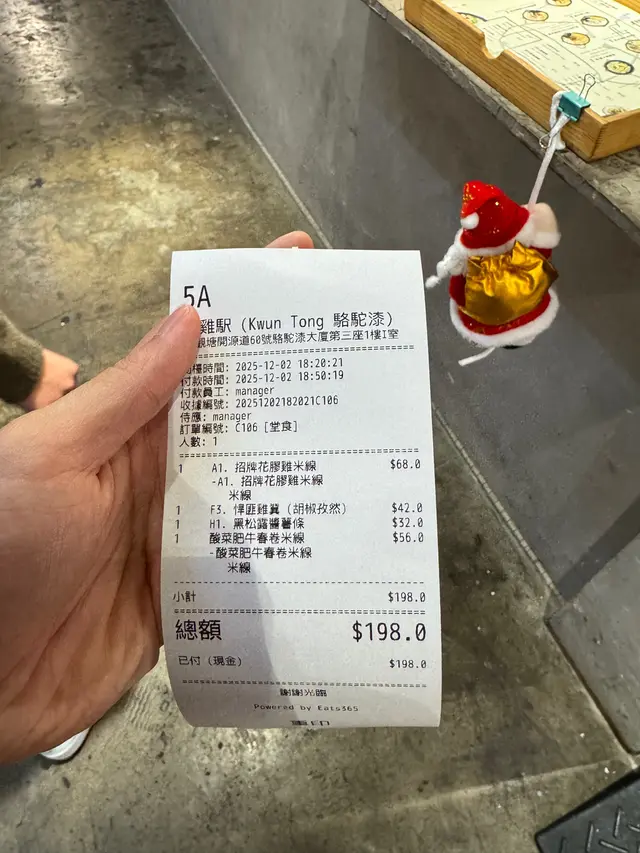 5A
雞駅 (Kwun Tong 駱駝漆)
觀塘開源道60號駱駝漆大廈第三座1樓I室
時間: 2025-12-02 18:20:21
付款時間: 2025-12-02 18:50:19
付款員工: manager
收據編號: 20251202182021C106
侍應: manager
訂單編號: C106 [堂食]
人數: 1
1 A1. 招牌花膠雞米線 $68.0
-A1. 招牌花膠雞米線
米線
1 F3. 悍匪雞翼 (胡椒孜然) $42.0
1 H1. 黑松露醬薯條 $32.0
1 酸菜肥牛春卷米線 $56.0
-酸菜肥牛春卷米線
米線
小計 $198.0
總額 $198.0
已付 (現金) $198.0
謝謝光臨
Powered by Eats365
重印